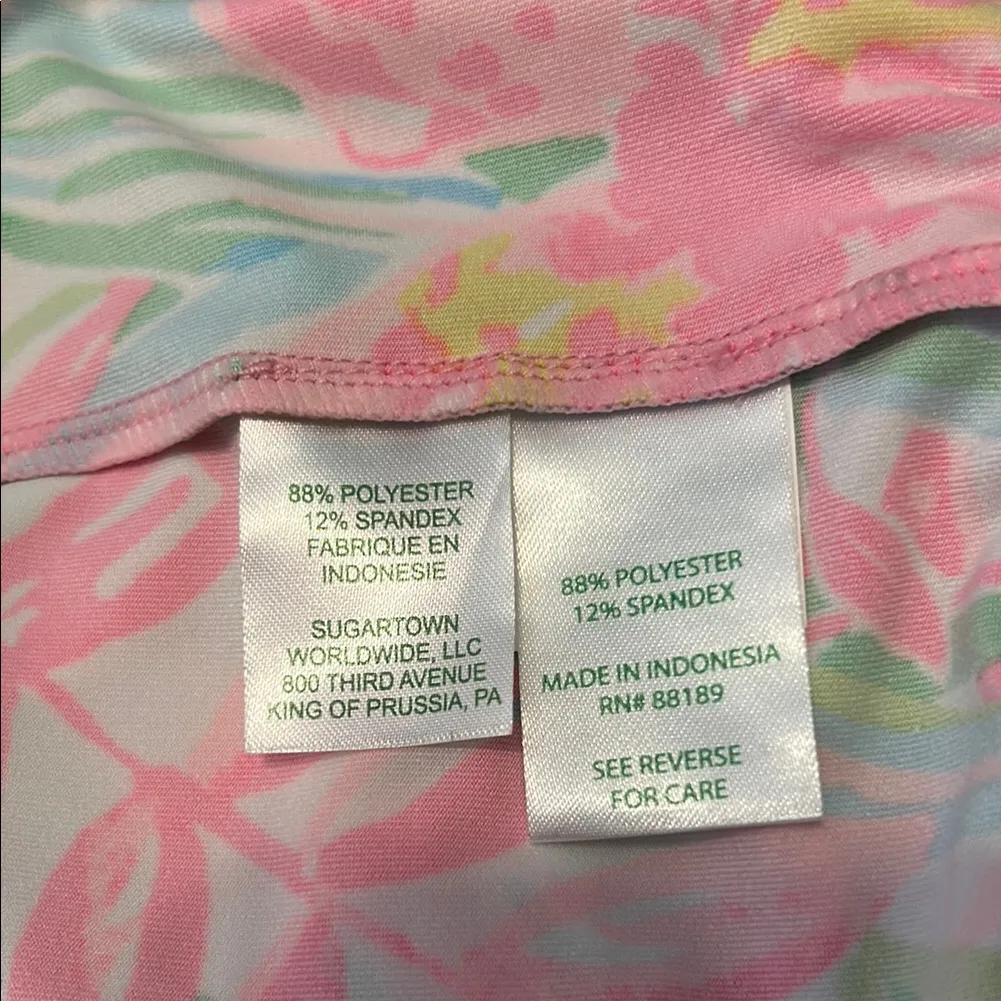 88% POLYESTER
12% SPANDEX
FABRIQUE EN
INDONESIE
SUGARTOWN
WORLDWIDE, LLC
800 THIRD AVENUE
KING OF PRUSSIA, PA
88% POLYESTER
12% SPANDEX
MADE IN INDONESIA
RN# 88189
SEE REVERSE
FOR CARE